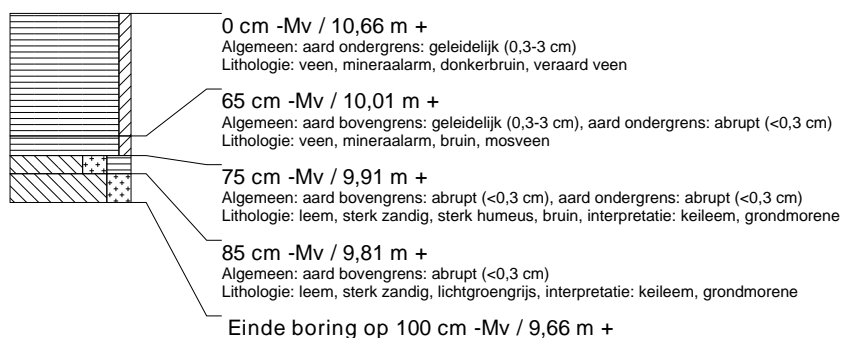 0 cm -Mv / 10,66 m +
Algemeen: aard ondergrens: geleidelijk (0,3-3 cm)
Lithologie: veen, mineraalarm, donkerbruin, veraard veen
65 cm -Mv / 10,01 m +
Algemeen: aard bovengrens: geleidelijk (0,3-3 cm), aard ondergrens: abrupt (<0,3 cm)
Lithologie: veen, mineraalarm, bruin, mosveen
75 cm -Mv / 9,91 m +
Algemeen: aard bovengrens: abrupt (<0,3 cm), aard ondergrens: abrupt (<0,3 cm)
Lithologie: leem, sterk zandig, sterk humeus, bruin, interpretatie: keileem, grondmorene
85 cm -Mv / 9,81 m +
Algemeen: aard bovengrens: abrupt (<0,3 cm)
Lithologie: leem, sterk zandig, lichtgroengrijs, interpretatie: keileem, grondmorene
Einde boring op 100 cm -Mv / 9,66 m +